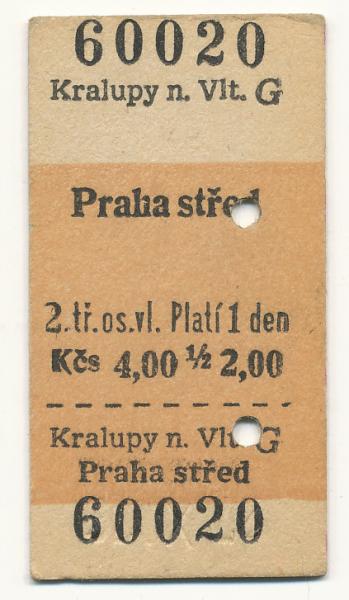 60020
Kralupy n. Vlt. G
Praha střed
2.tř.os.vl. Platí 1 den
Kčs 4,00 ½ 2,00
Kralupy n. Vlt. G
Praha střed
60020